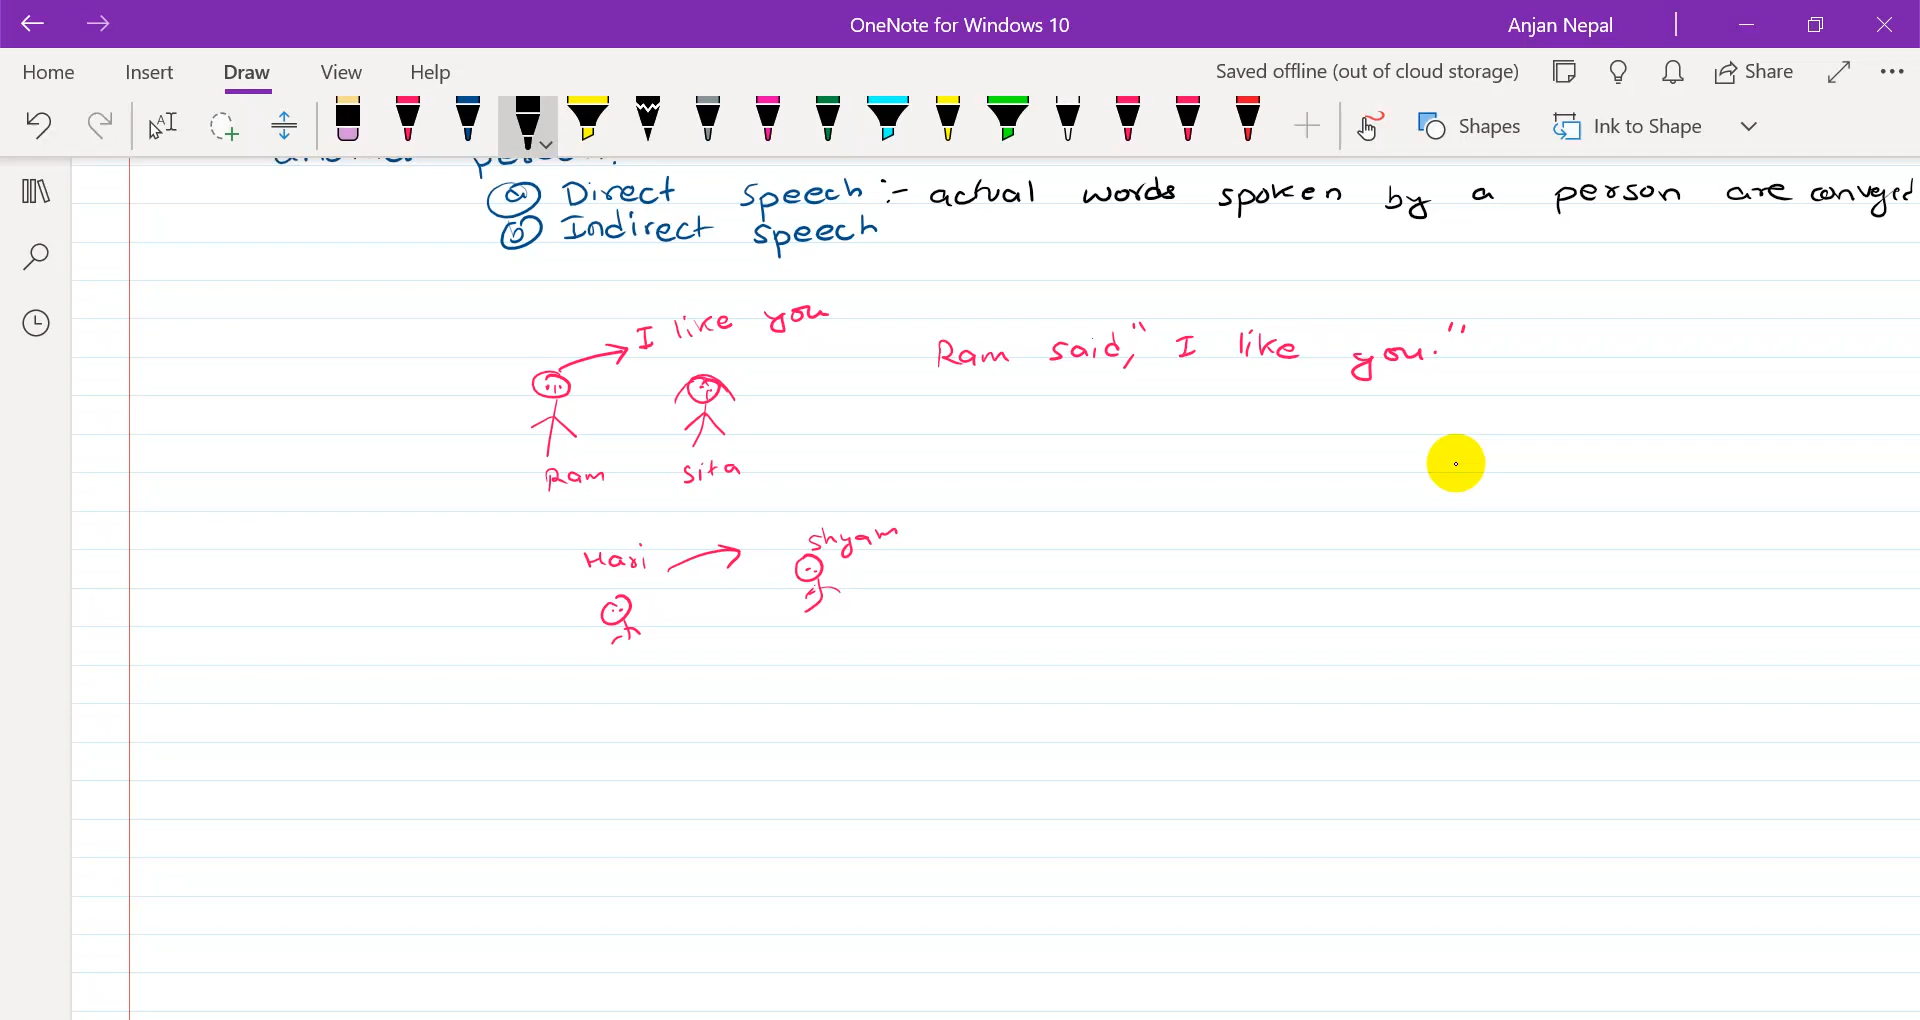 OneNote for Windows 10
Anjan Nepal
Home Insert Draw View Help
Saved offline (out of cloud storage)
Share
Shapes
Ink to Shape
ⓐ Direct speech :- actual words spoken by a person are conveyed
ⓑ Indirect speech
I like you
Ram said, "I like you."
Ram
Sita
Hari
Shyam